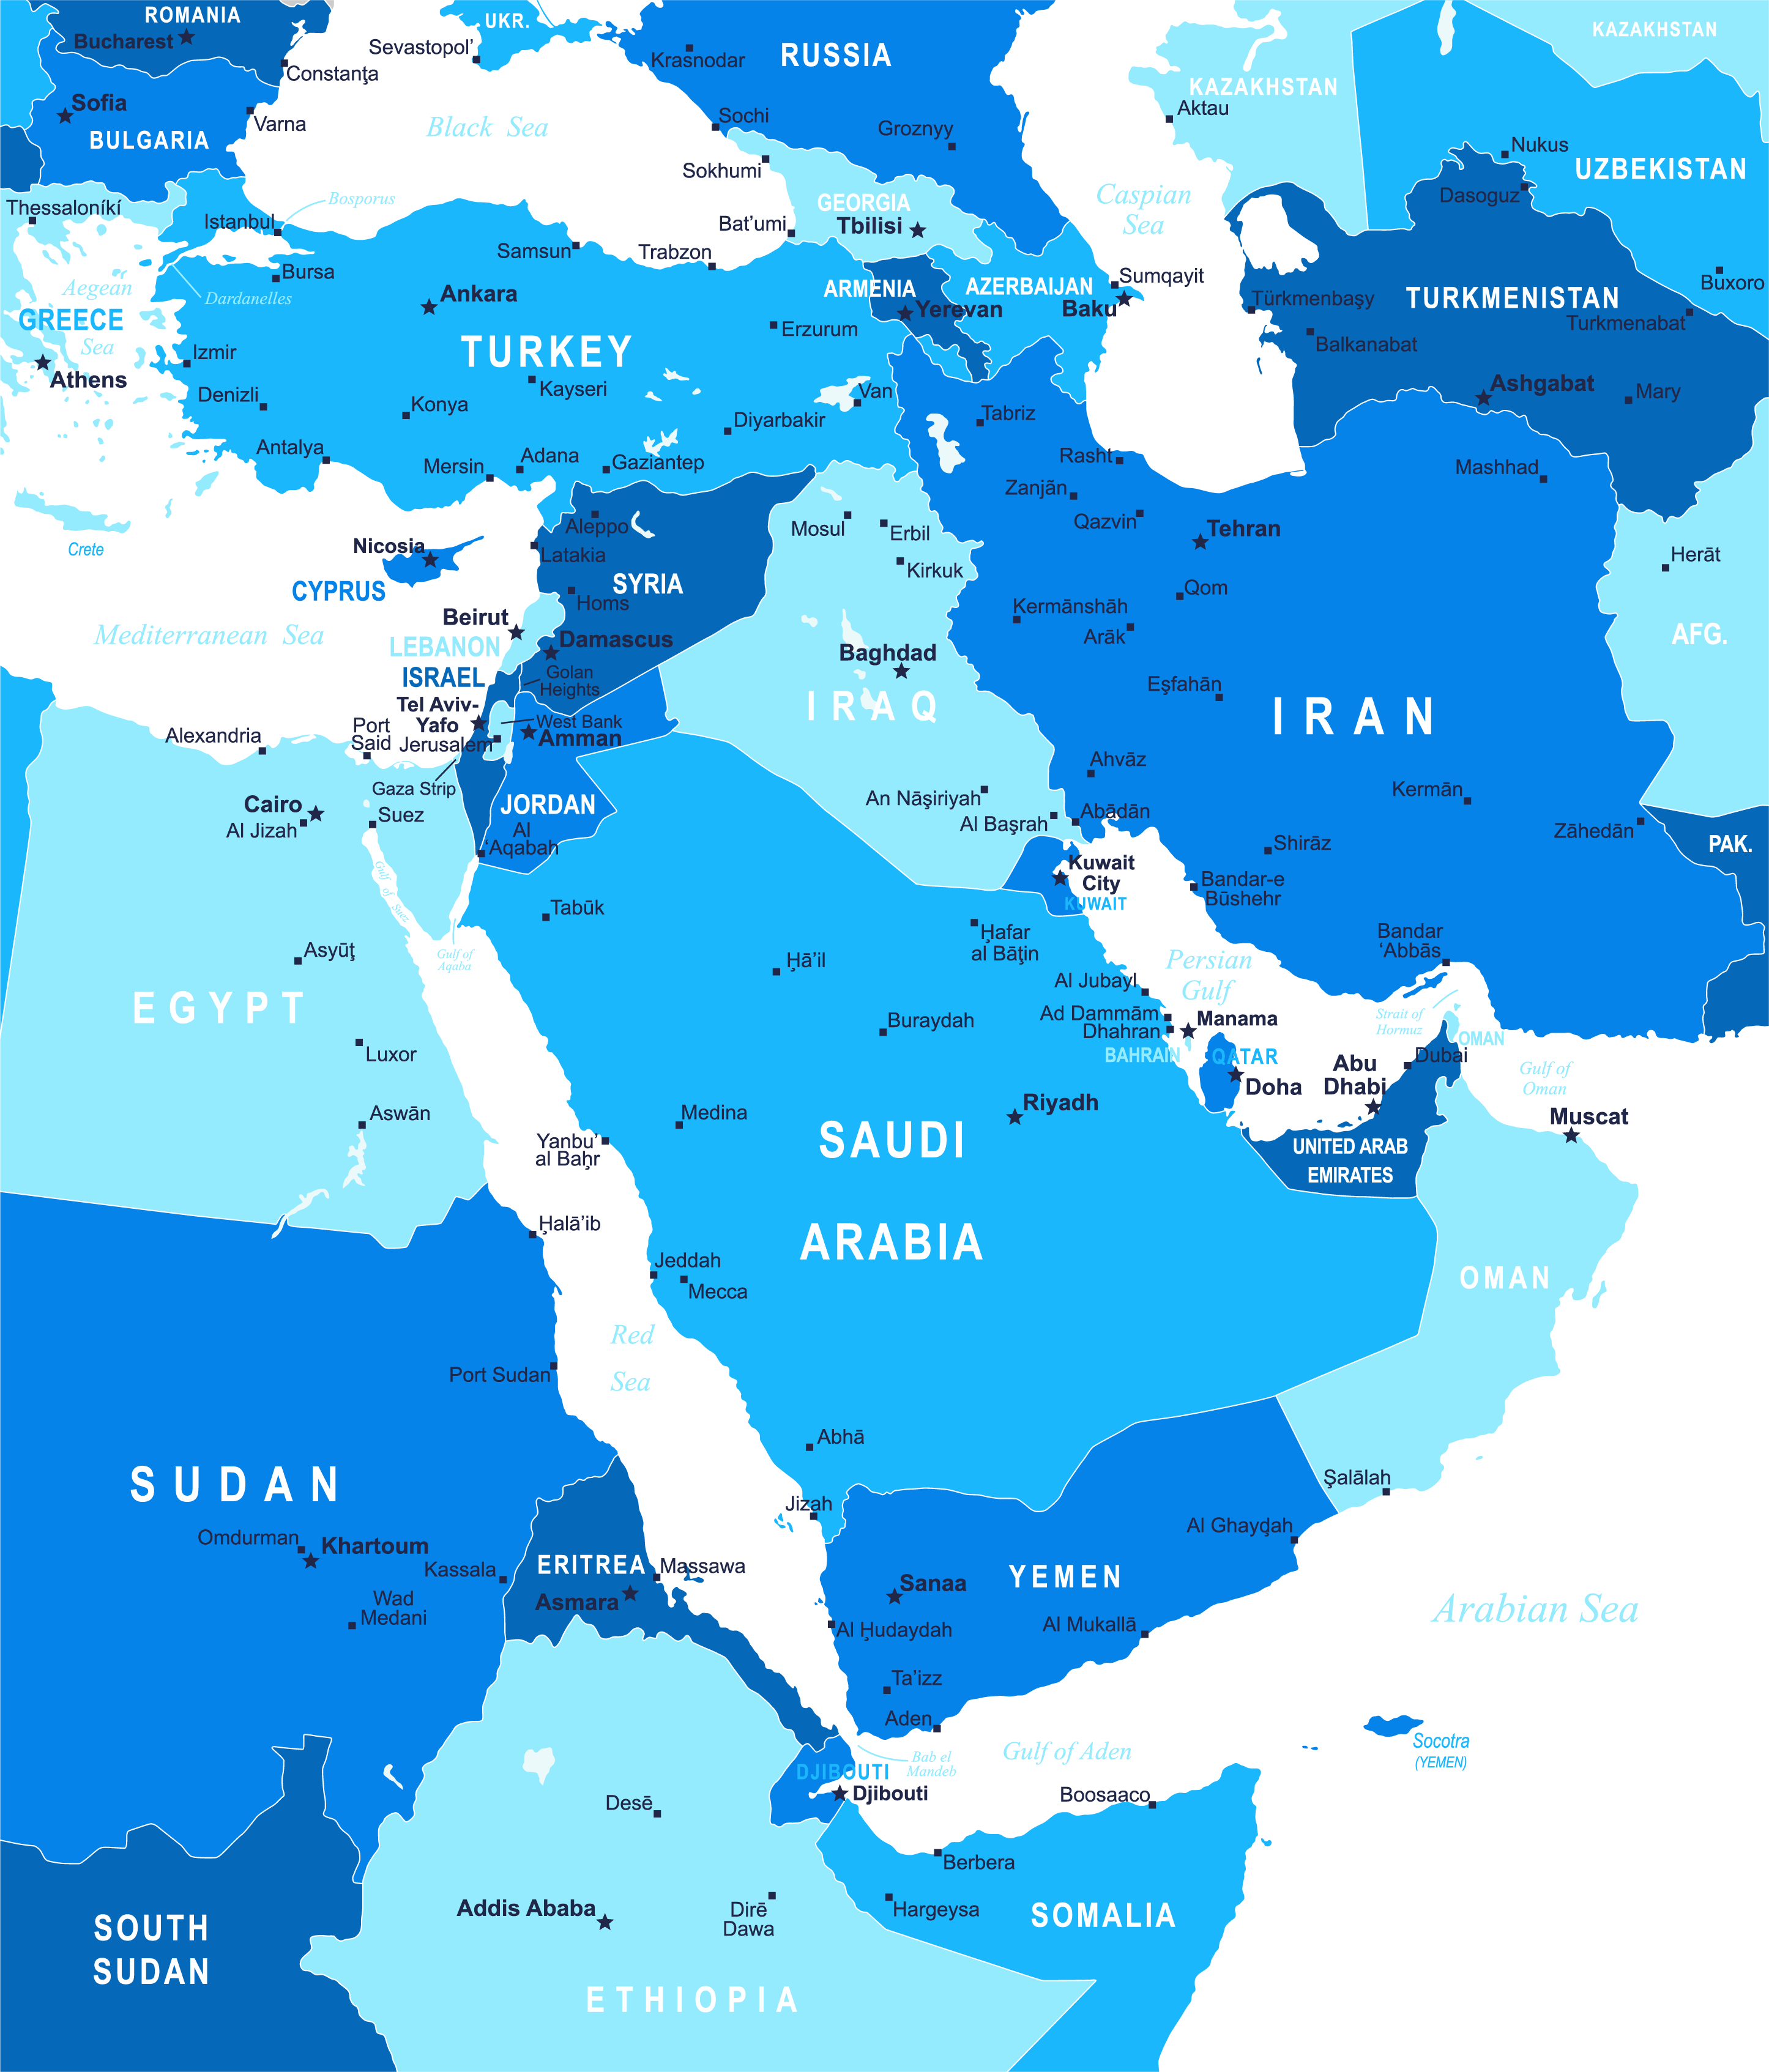 ROMANIA
Bucharest
Constanţa
Sofia
BULGARIA
Varna
UKR.
Sevastopol’
Black Sea
Krasnodar
RUSSIA
Sochi
Groznyy
Sokhumi
GEORGIA
Tbilisi
Bat’umi
KAZAKHSTAN
Aktau
KAZAKHSTAN
Caspian
Sea
Nukus
UZBEKISTAN
Dasoguz
Buxoro
Thessaloníkí
Istanbul
Bosporus
Bursa
Dardanelles
Aegean
Sea
GREECE
Athens
Izmir
Denizli
Antalya
Ankara
TURKEY
Samsun
Trabzon
Erzurum
Kayseri
Konya
Van
Diyarbakir
Mersin
Adana
Gaziantep
ARMENIA
Yerevan
AZERBAIJAN
Sumqayit
Baku
Türkmenbaşy
Balkanabat
TURKMENISTAN
Turkmenabat
Ashgabat
Mary
Crete
Nicosia
CYPRUS
Mediterranean Sea
Aleppo
Latakia
SYRIA
Homs
Beirut
LEBANON
Damascus
ISRAEL
Golan
Heights
Tel Aviv-
Yafo
West Bank
Jerusalem
Amman
Gaza Strip
JORDAN
Al
‘Aqabah
Mosul
Erbil
Kirkuk
Baghdad
IRAQ
An Nāşiriyah
Al Başrah
Tabriz
Rasht
Zanjān
Qazvin
Tehran
Qom
Kermānshāh
Arāk
Eşfahān
IRAN
Mashhad
Ahvāz
Abādān
Kermān
Zāhedān
Shirāz
Bandar-e
Būshehr
Bandar
‘Abbās
Herāt
AFG.
PAK.
Alexandria
Port
Said
Cairo
Al Jizah
Suez
Gulf of Suez
Gulf of
Aqaba
Asyūţ
EGYPT
Luxor
Aswān
Kuwait
City
KUWAIT
Tabūk
Ḩā’il
Ḩafar
al Bāţin
Buraydah
Persian
Gulf
Al Jubayl
Ad Dammām
Dhahran
Manama
BAHRAIN
QATAR
Doha
Strait of
Hormuz
OMAN
Dubai
Abu
Dhabi
UNITED ARAB
EMIRATES
Gulf of
Oman
Muscat
Medina
Riyadh
SAUDI
ARABIA
Yanbu’
al Baḩr
Ḩalā’ib
Jeddah
Mecca
Red
Sea
OMAN
Port Sudan
Abhā
Jizah
Şalālah
SUDAN
Omdurman
Khartoum
Kassala
Wad
Medani
ERITREA
Massawa
Asmara
Sanaa
YEMEN
Al Ghayḑah
Al Ḩudaydah
Al Mukallā
Ta’izz
Aden
Arabian Sea
Socotra
(YEMEN)
Gulf of Aden
Bab el
Mandeb
DJIBOUTI
Djibouti
Boosaaco
Berbera
Hargeysa
SOMALIA
Desē
Addis Ababa
Dirē
Dawa
ETHIOPIA
SOUTH
SUDAN